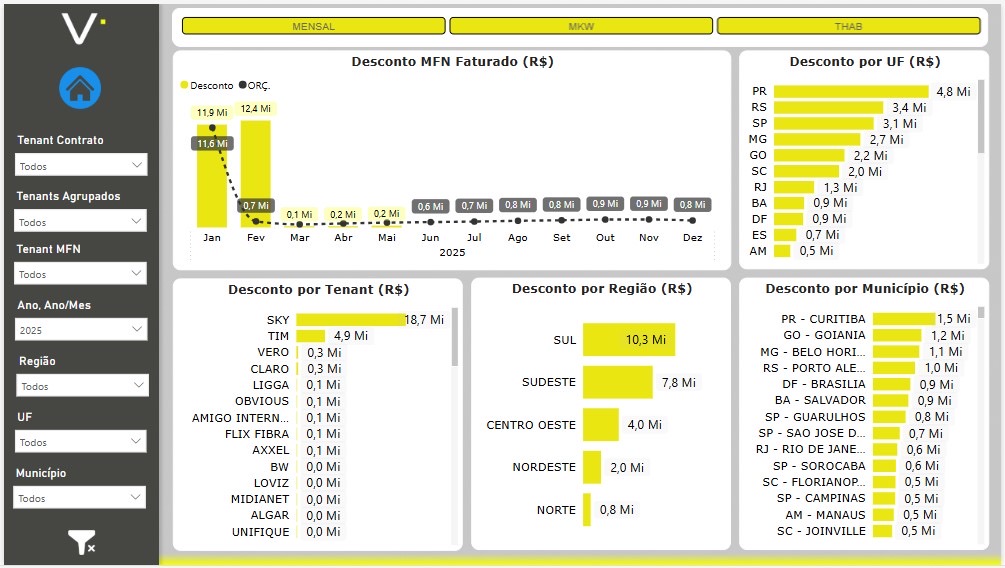 V
MENSAL
MKW
THAB
Tenant Contrato
Todos
Tenants Agrupados
Todos
Tenant MFN
Todos
Ano, Ano/Mes
2025
Região
Todos
UF
Todos
Município
Todos
Desconto MFN Faturado (R$)
Desconto ORÇ.
11,9 Mi 12,4 Mi
11,6 Mi
0,7 Mi 0,1 Mi 0,2 Mi 0,2 Mi 0,6 Mi 0,7 Mi 0,8 Mi 0,8 Mi 0,9 Mi 0,9 Mi 0,8 Mi
Jan Fev Mar Abr Mai Jun Jul Ago Set Out Nov Dez
2025
Desconto por UF (R$)
PR 4,8 Mi
RS 3,4 Mi
SP 3,1 Mi
MG 2,7 Mi
GO 2,2 Mi
SC 2,0 Mi
RJ 1,3 Mi
BA 0,9 Mi
DF 0,9 Mi
ES 0,7 Mi
AM 0,5 Mi
Desconto por Tenant (R$)
SKY 18,7 Mi
TIM 4,9 Mi
VERO 0,3 Mi
CLARO 0,3 Mi
LIGGA 0,1 Mi
OBVIOUS 0,1 Mi
AMIGO INTERN... 0,1 Mi
FLIX FIBRA 0,1 Mi
AXXEL 0,1 Mi
BW 0,0 Mi
LOVIZ 0,0 Mi
MIDIANET 0,0 Mi
ALGAR 0,0 Mi
UNIFIQUE 0,0 Mi
Desconto por Região (R$)
SUL 10,3 Mi
SUDESTE 7,8 Mi
CENTRO OESTE 4,0 Mi
NORDESTE 2,0 Mi
NORTE 0,8 Mi
Desconto por Município (R$)
PR - CURITIBA 1,5 Mi
GO - GOIANIA 1,2 Mi
MG - BELO HORI... 1,1 Mi
RS - PORTO ALE... 1,0 Mi
DF - BRASILIA 0,9 Mi
BA - SALVADOR 0,9 Mi
SP - GUARULHOS 0,8 Mi
SP - SAO JOSE D... 0,7 Mi
RJ - RIO DE JANE... 0,6 Mi
SP - SOROCABA 0,6 Mi
SC - FLORIANOP... 0,5 Mi
SP - CAMPINAS 0,5 Mi
AM - MANAUS 0,5 Mi
SC - JOINVILLE 0,5 Mi